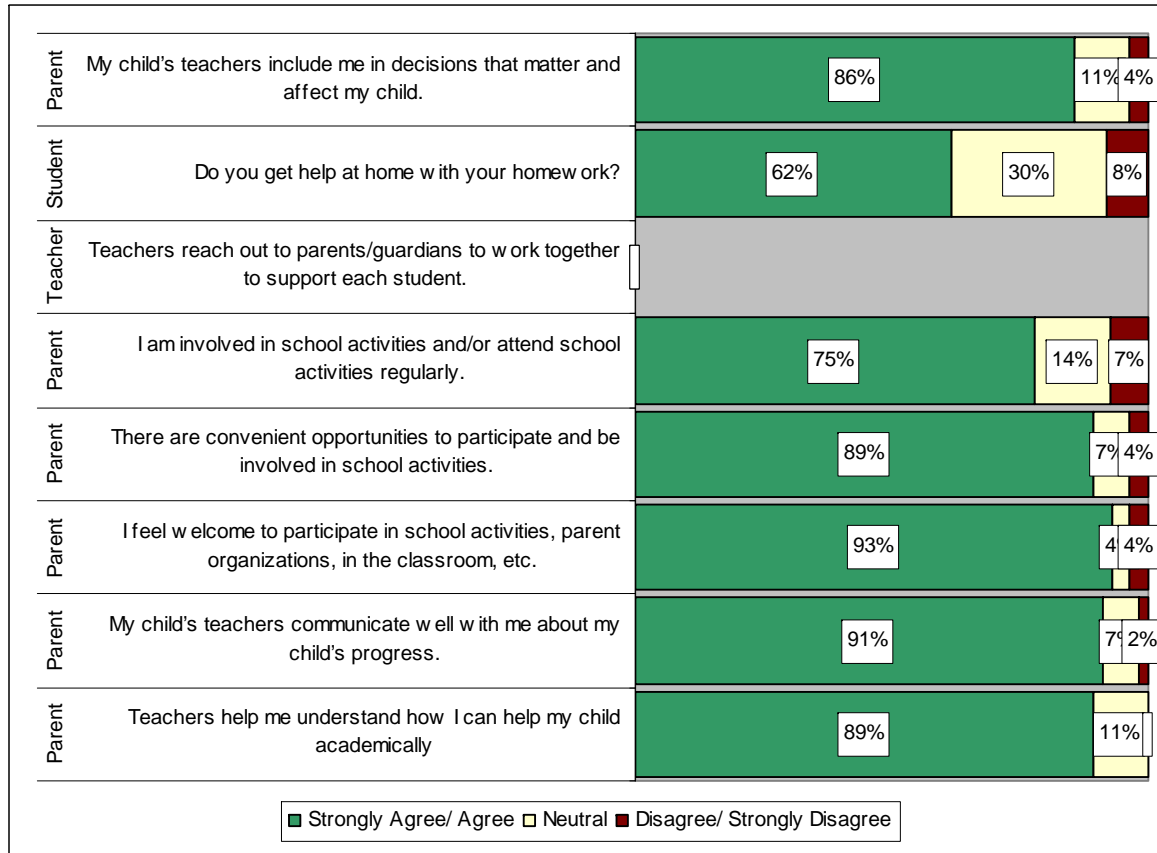 Parent
My child's teachers include me in decisions that matter and
affect my child.
86%
11%
4%
Student
Do you get help at home with your homework?
62%
30%
8%
Teacher
Teachers reach out to parents/guardians to work together
to support each student.
Parent
I am involved in school activities and/or attend school
activities regularly.
75%
14%
7%
Parent
There are convenient opportunities to participate and be
involved in school activities.
89%
7%
4%
Parent
I feel welcome to participate in school activities, parent
organizations, in the classroom, etc.
93%
4%
4%
Parent
My child's teachers communicate well with me about my
child's progress.
91%
7%
2%
Parent
Teachers help me understand how I can help my child
academically
89%
11%
Strongly Agree/ Agree
Neutral
Disagree/ Strongly Disagree